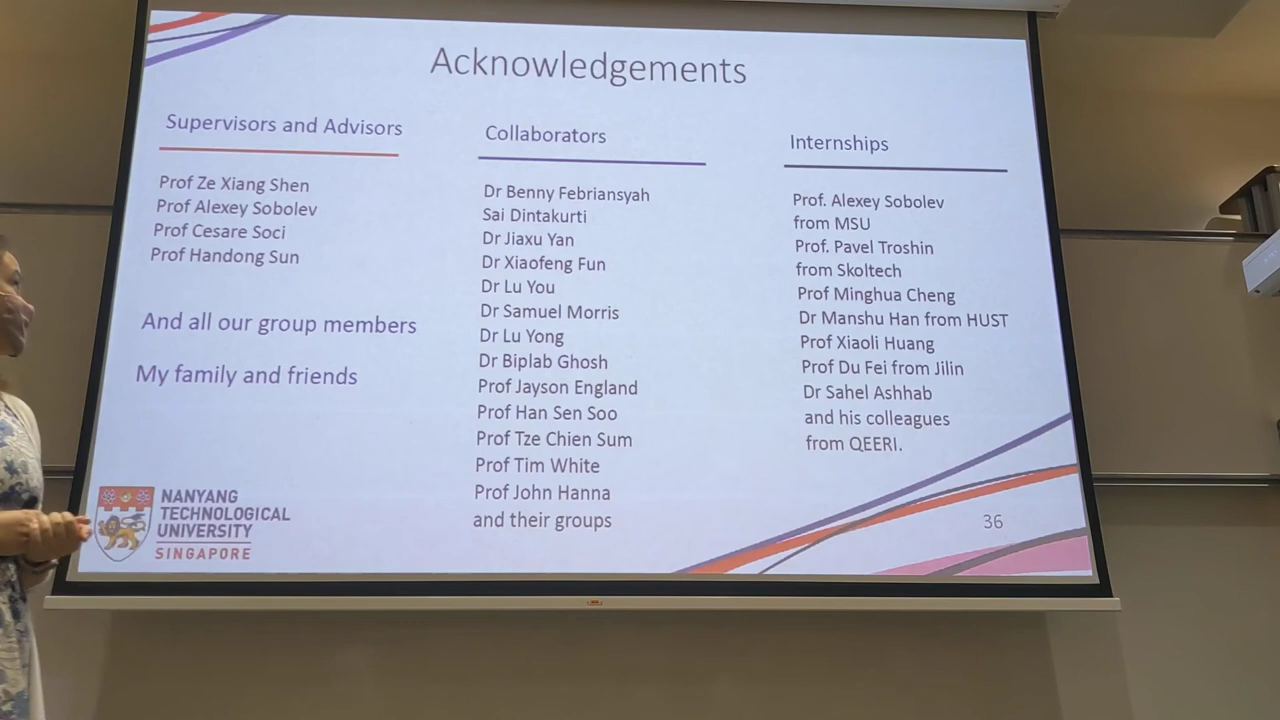 Acknowledgements
Supervisors and Advisors
Prof Ze Xiang Shen
Prof Alexey Sobolev
Prof Cesare Soci
Prof Handong Sun
And all our group members
My family and friends
Collaborators
Dr Benny Febriansyah
Sai Dintakurti
Dr Jiaxu Yan
Dr Xiaofeng Fun
Dr Lu You
Dr Samuel Morris
Dr Lu Yong
Dr Biplab Ghosh
Prof Jayson England
Prof Han Sen Soo
Prof Tze Chien Sum
Prof Tim White
Prof John Hanna
and their groups
Internships
Prof. Alexey Sobolev
from MSU
Prof. Pavel Troshin
from Skoltech
Prof Minghua Cheng
Dr Manshu Han from HUST
Prof Xiaoli Huang
Prof Du Fei from Jilin
Dr Sahel Ashhab
and his colleagues
from QEERI.
NANYANG
TECHNOLOGICAL
UNIVERSITY
SINGAPORE
36